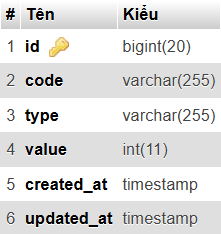 # Tên Kiểu
1 id bigint(20)
2 code varchar(255)
3 type varchar(255)
4 value int(11)
5 created_at timestamp
6 updated_at timestamp